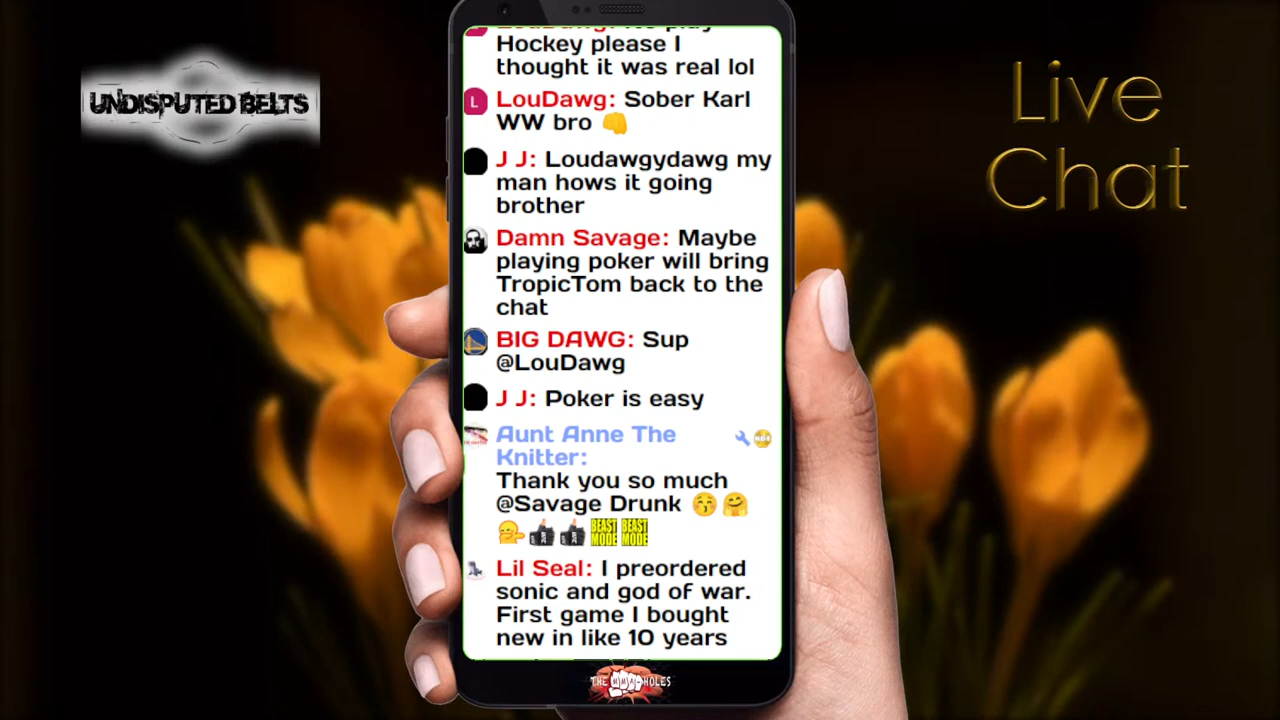 UNDISPUTED BELTS
Live
Chat
Hockey please I
thought it was real lol
L
LouDawg: Sober Karl
WW bro 👊
J J: Loudawgydawg my
man hows it going
brother
Damn Savage: Maybe
playing poker will bring
TropicTom back to the
chat
BIG DAWG: Sup
@LouDawg
J J: Poker is easy
Aunt Anne The
Knitter:
Thank you so much
@Savage Drunk 😚🤗
BEAST MODE BEAST MODE
Lil Seal: I preordered
sonic and god of war.
First game I bought
new in like 10 years
THE MMA-HOLES